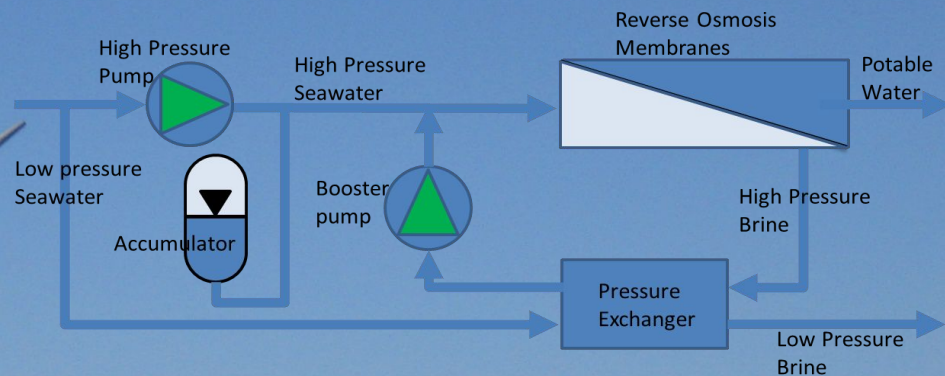 Reverse Osmosis
Membranes
High Pressure
Pump
High Pressure
Seawater
Potable
Water
Low pressure
Seawater
Booster
pump
High Pressure
Brine
Accumulator
Pressure
Exchanger
Low Pressure
Brine